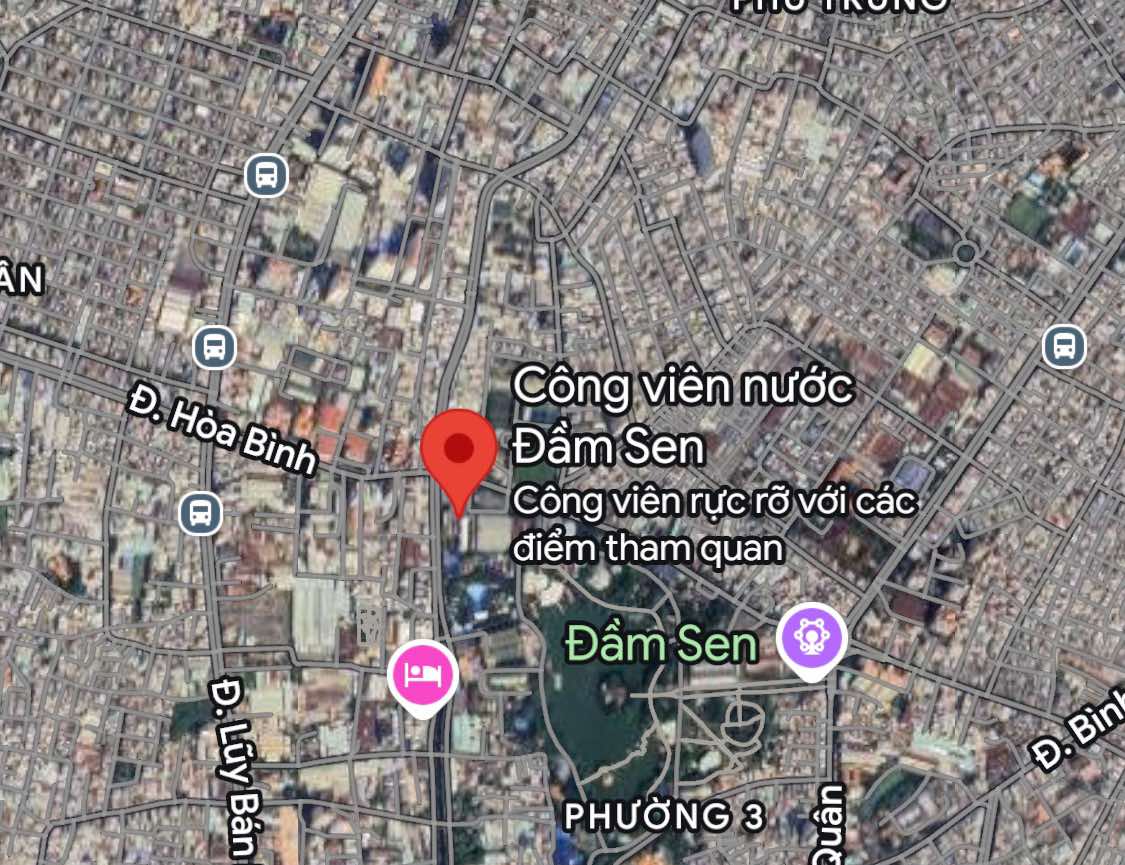 PHÚ TRUNG
ÂN
Đ. Hòa Bình
Công viên nước
Đầm Sen
Công viên rực rỡ với các
điểm tham quan
Đầm Sen
Đ. Lũy Bán
Đ. Bình
PHƯỜNG 3
Quân